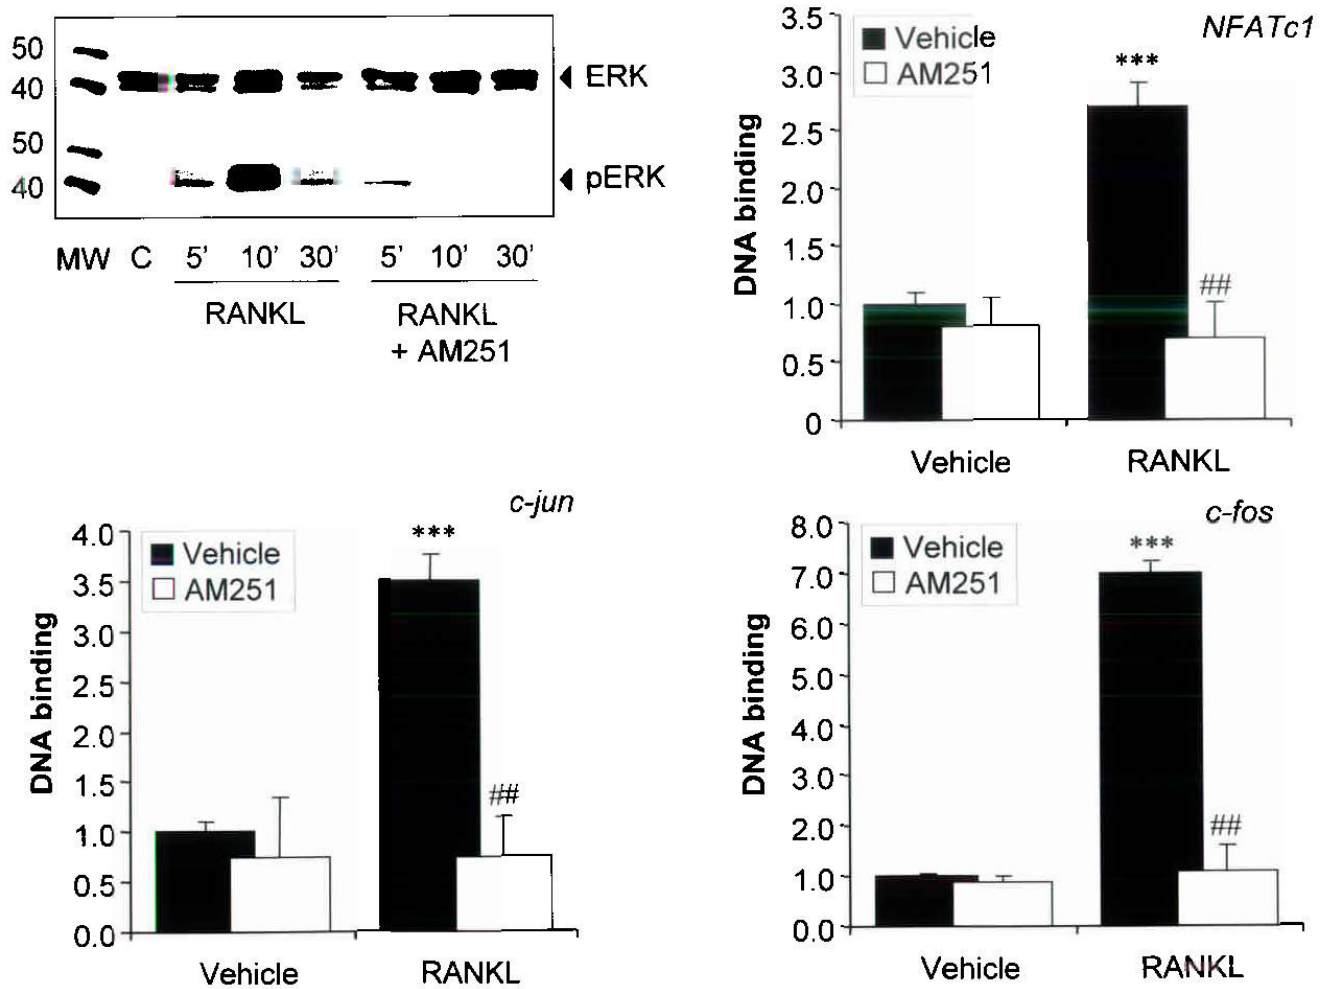 50
40
ERK
50
40
pERK
MW C 5' 10' 30' 5' 10' 30'
RANKL RANKL
+ AM251
NFATc1
Vehicle
AM251
***
##
DNA binding
3.5
3.0
2.5
2.0
1.5
1.0
0.5
0
Vehicle RANKL
c-jun
Vehicle
AM251
***
##
DNA binding
4.0
3.5
3.0
2.5
2.0
1.5
1.0
0.5
0.0
Vehicle RANKL
c-fos
Vehicle
AM251
***
##
DNA binding
8.0
7.0
6.0
5.0
4.0
3.0
2.0
1.0
0.0
Vehicle RANKL